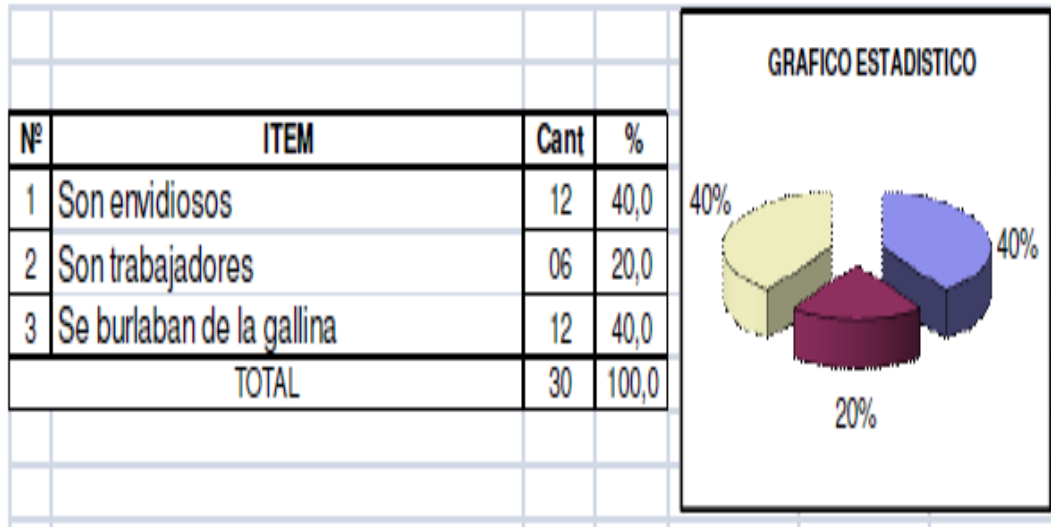 GRAFICO ESTADISTICO
Nº ITEM Cant %
1 Son envidiosos 12 40,0
2 Son trabajadores 06 20,0
3 Se burlaban de la gallina 12 40,0
TOTAL 30 100,0
40%
40%
20%